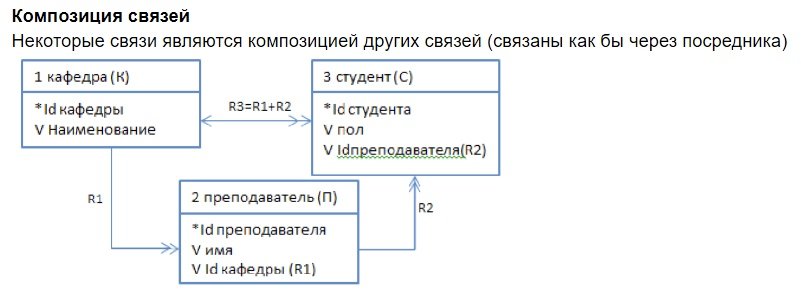 Композиция связей
Некоторые связи являются композицией других связей (связаны как бы через посредника)
1 кафедра (К)
*Id кафедры
V Наименование
R3=R1+R2
3 студент (С)
*Id студента
V пол
V Idпреподавателя(R2)
R1
2 преподаватель (П)
*Id преподавателя
V имя
V Id кафедры (R1)
R2